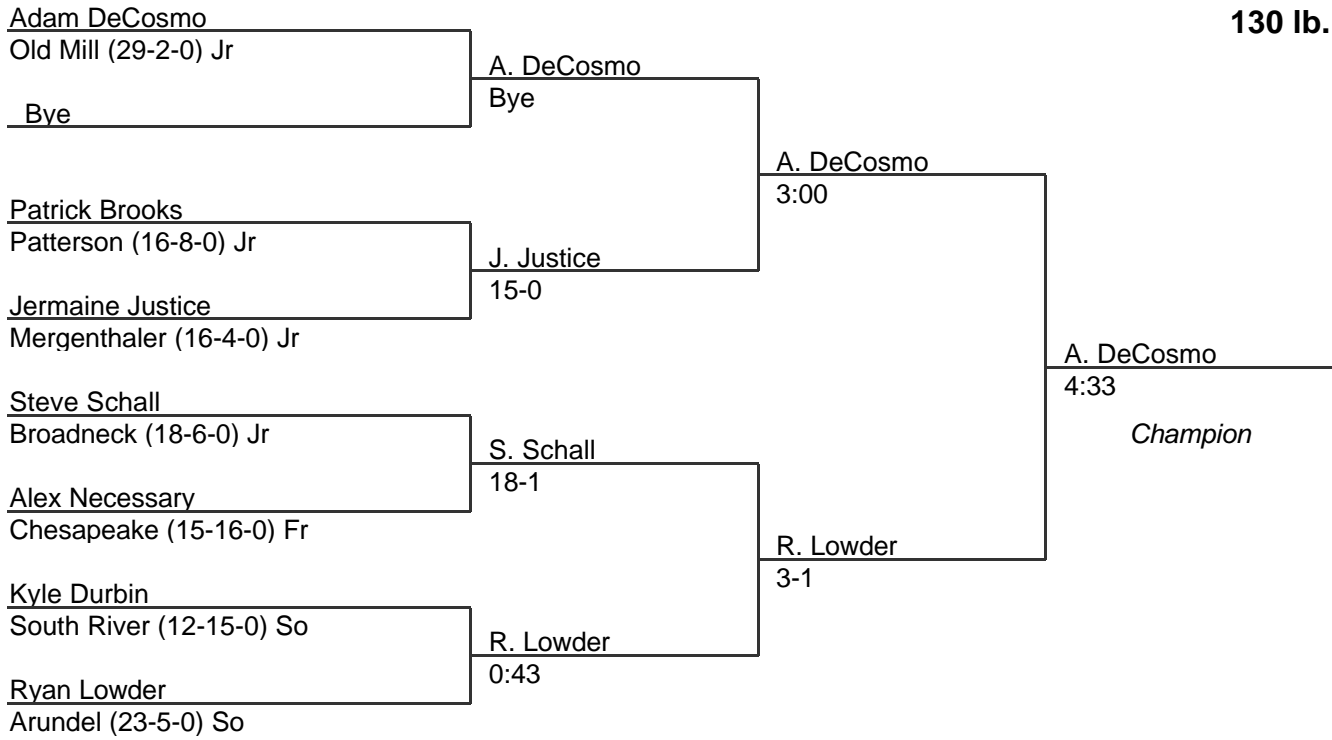 130 lb.
Adam DeCosmo
Old Mill (29-2-0) Jr
Bye
Patrick Brooks
Patterson (16-8-0) Jr
Jermaine Justice
Mergenthaler (16-4-0) Jr
Steve Schall
Broadneck (18-6-0) Jr
Alex Necessary
Chesapeake (15-16-0) Fr
Kyle Durbin
South River (12-15-0) So
Ryan Lowder
Arundel (23-5-0) So
A. DeCosmo
Bye
J. Justice
15-0
S. Schall
18-1
R. Lowder
0:43
A. DeCosmo
3:00
R. Lowder
3-1
A. DeCosmo
4:33
Champion